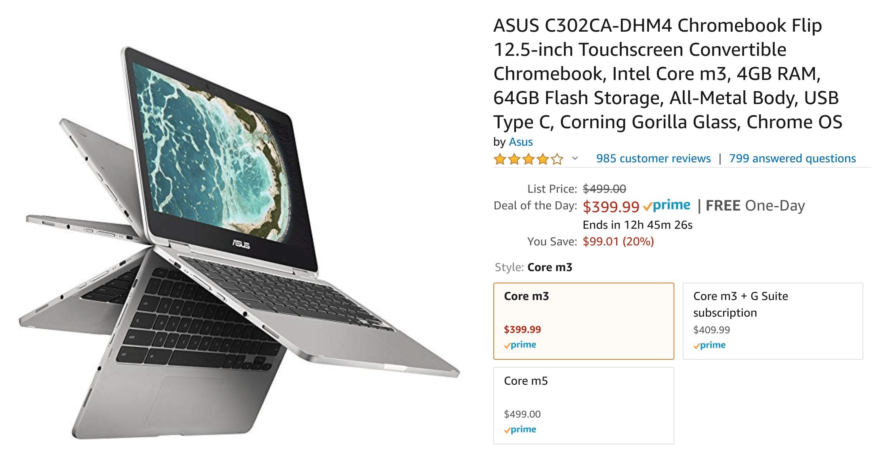 ASUS
ASUS C302CA-DHM4 Chromebook Flip
12.5-inch Touchscreen Convertible
Chromebook, Intel Core m3, 4GB RAM,
64GB Flash Storage, All-Metal Body, USB
Type C, Corning Gorilla Glass, Chrome OS
by Asus
985 customer reviews | 799 answered questions
List Price: $499.00
Deal of the Day: $399.99 prime | FREE One-Day
Ends in 12h 45m 26s
You Save: $99.01 (20%)
Style: Core m3
Core m3
$399.99
prime
Core m3 + G Suite
subscription
$409.99
prime
Core m5
$499.00
prime